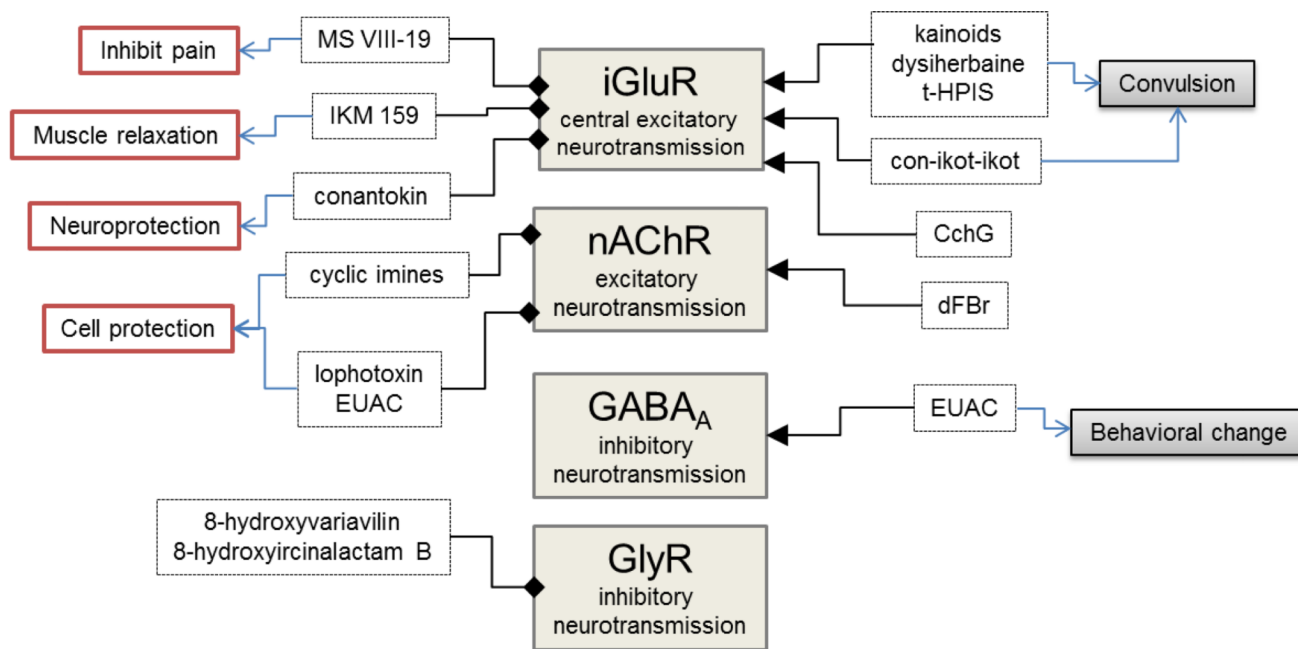 Inhibit pain
MS VIII-19
Muscle relaxation
IKM 159
Neuroprotection
conantokin
cyclic imines
Cell protection
lophotoxin
EUAC
8-hydroxyvariavilin
8-hydroxyircinalactam B
iGluR
central excitatory
neurotransmission
nAChR
excitatory
neurotransmission
GABAA
inhibitory
neurotransmission
GlyR
inhibitory
neurotransmission
kainoids
dysiherbaine
t-HPIS
Convulsion
con-ikot-ikot
CchG
dFBr
EUAC
Behavioral change